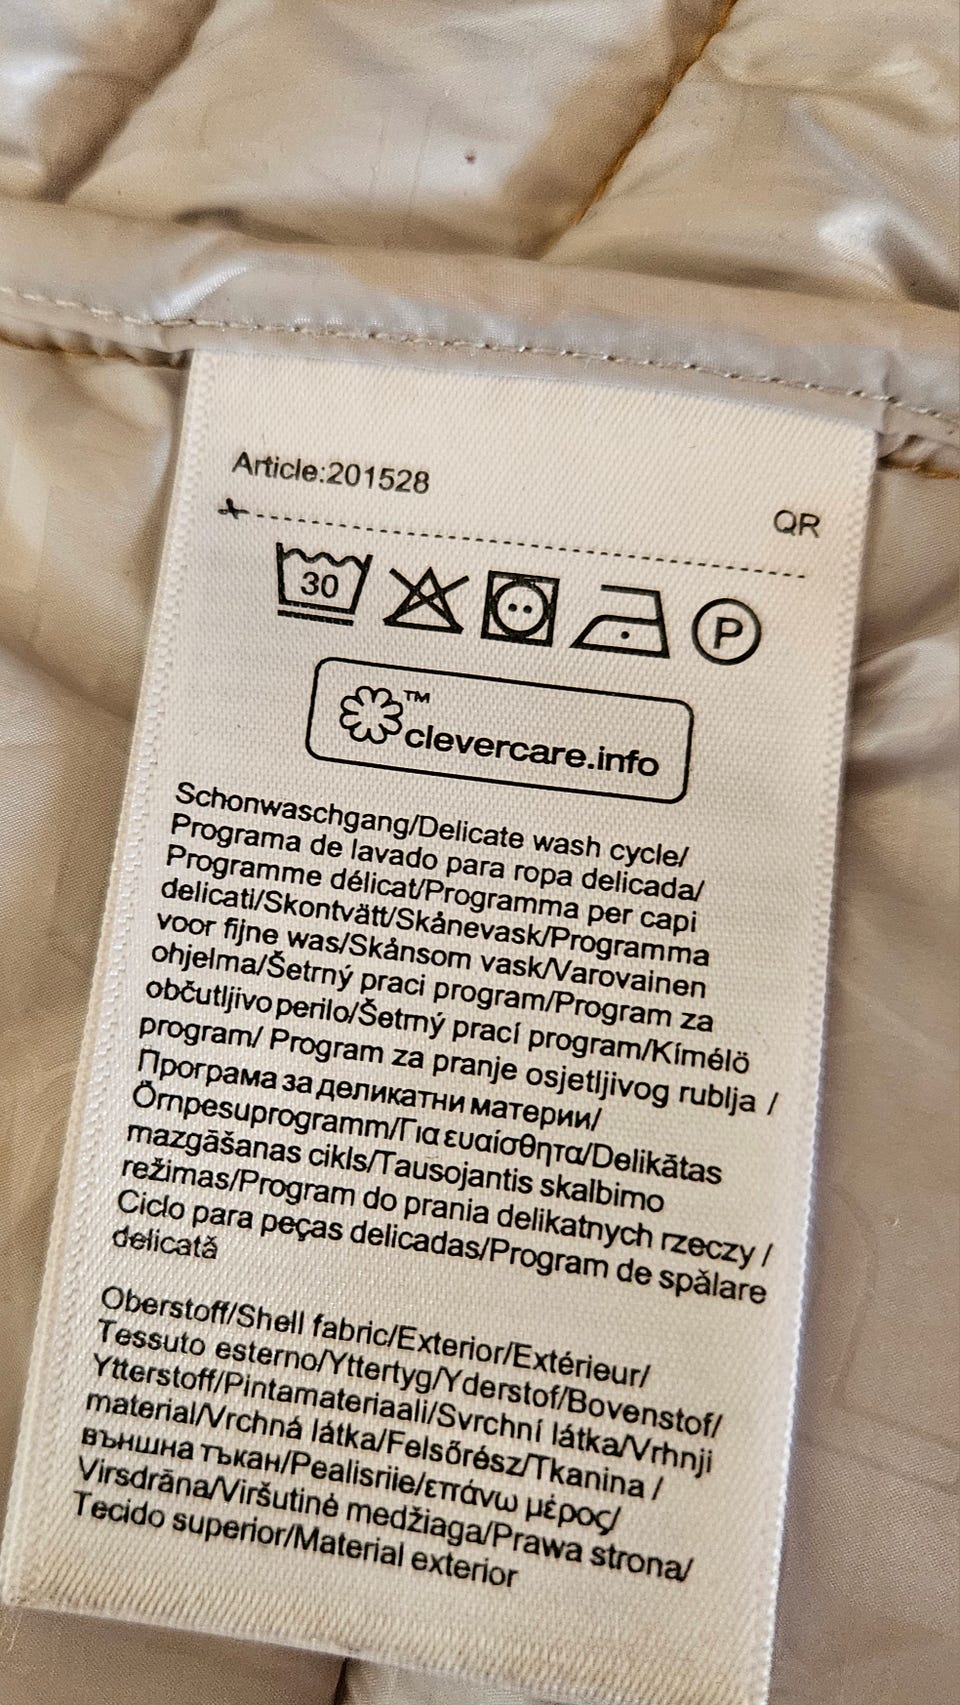 Article:201528
QR
30
P
™
clevercare.info
Schonwaschgang/Delicate wash cycle/
Programa de lavado para ropa delicada/
Programme délicat/Programma per capi
delicati/Skontvätt/Skånevask/Programma
voor fijne was/Skånsom vask/Varovainen
ohjelma/Šetrný praci program/Program za
občutljivo perilo/Šetrný prací program/Kímélö
program/ Program za pranje osjetljivog rublja /
Програма за деликатни материи/
Õrnpesuprogramm/Για ευαίσθητα/Delikātas
mazgāšanas cikls/Tausojantis skalbimo
režimas/Program do prania delikatnych rzeczy /
Ciclo para peças delicadas/Program de spălare
delicată
Oberstoff/Shell fabric/Exterior/Extérieur/
Tessuto esterno/Yttertyg/Yderstof/Bovenstof/
Ytterstoff/Pintamateriaali/Svrchní látka/Vrhnji
material/Vrchná látka/Felsőrész/Tkanina /
външна тъкан/Pealisriie/επάνω μέρος/
Virsdrāna/Viršutinė medžiaga/Prawa strona/
Tecido superior/Material exterior